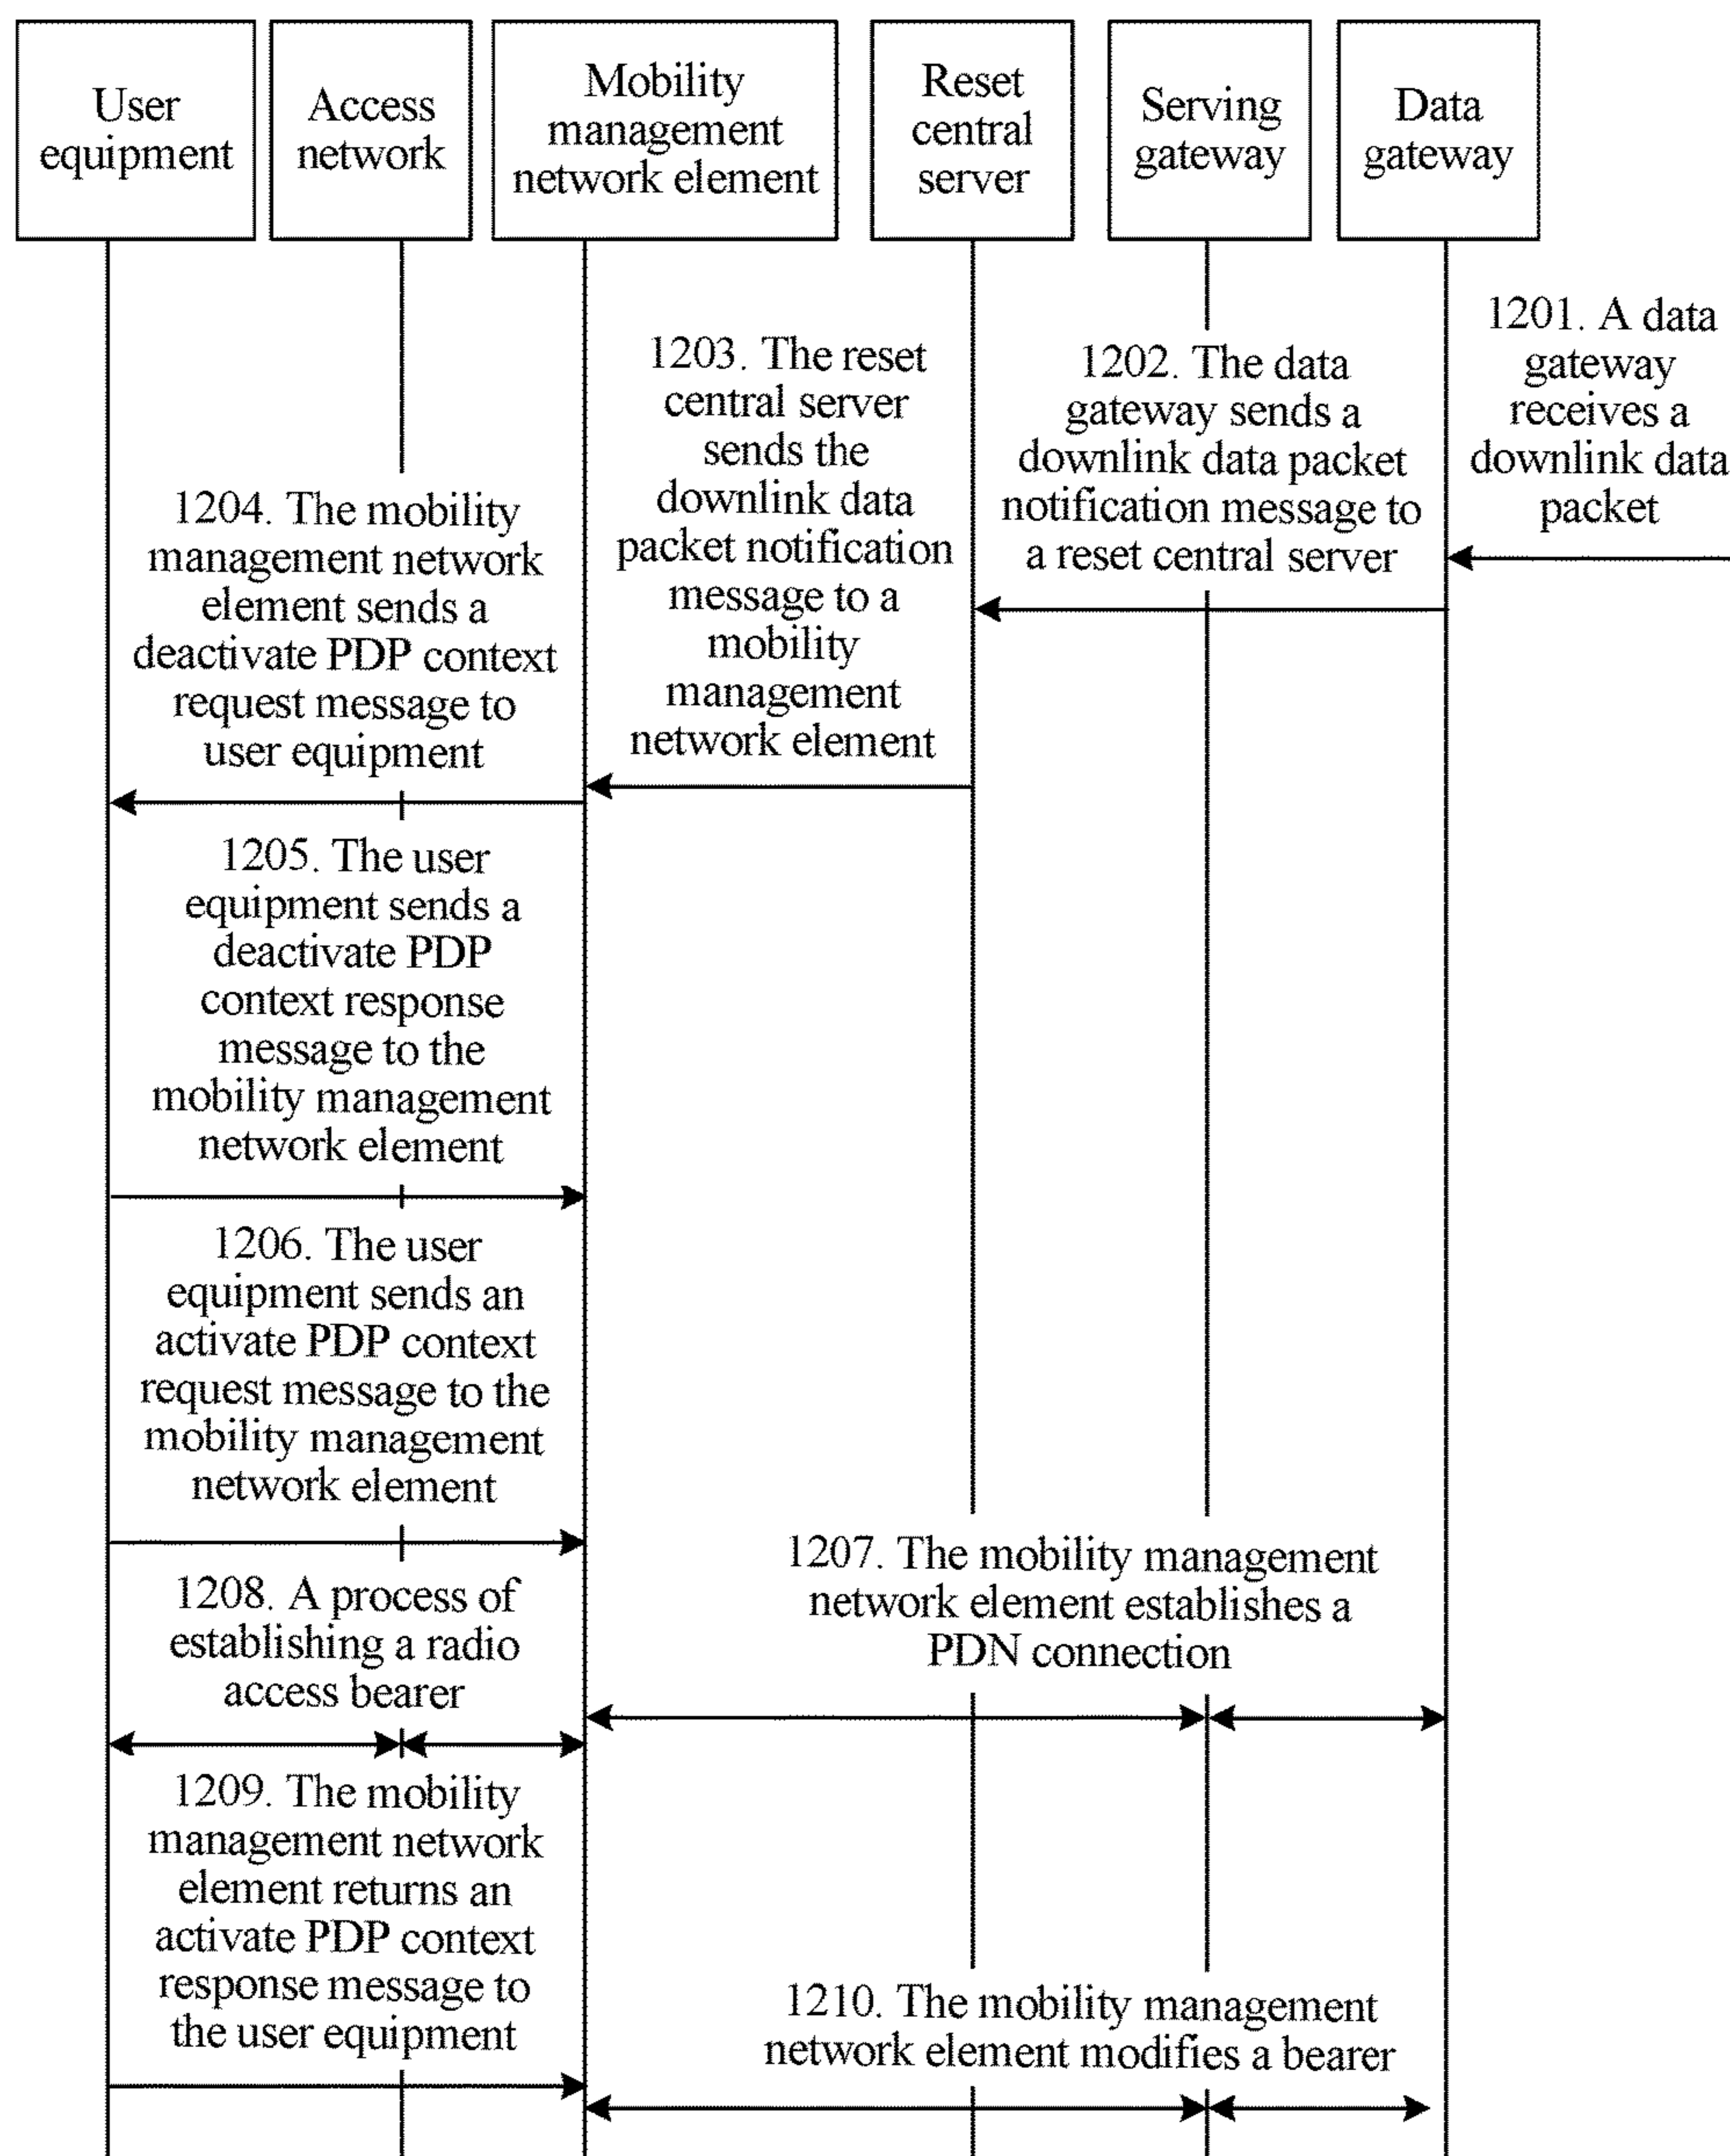 User
equipment
Access
network
Mobility
management
network element
Reset
central
server
Serving
gateway
Data
gateway
1201. A data
gateway
receives a
downlink data
packet
1202. The data
gateway sends a
downlink data packet
notification message to
a reset central server
1203. The reset
central server
sends the
downlink data
packet notification
message to a
mobility
management
network element
1204. The mobility
management network
element sends a
deactivate PDP context
request message to
user equipment
1205. The user
equipment sends a
deactivate PDP
context response
message to the
mobility management
network element
1206. The user
equipment sends an
activate PDP context
request message to the
mobility management
network element
1207. The mobility management
network element establishes a
PDN connection
1208. A process of
establishing a radio
access bearer
1209. The mobility
management network
element returns an
activate PDP context
response message to
the user equipment
1210. The mobility management
network element modifies a bearer